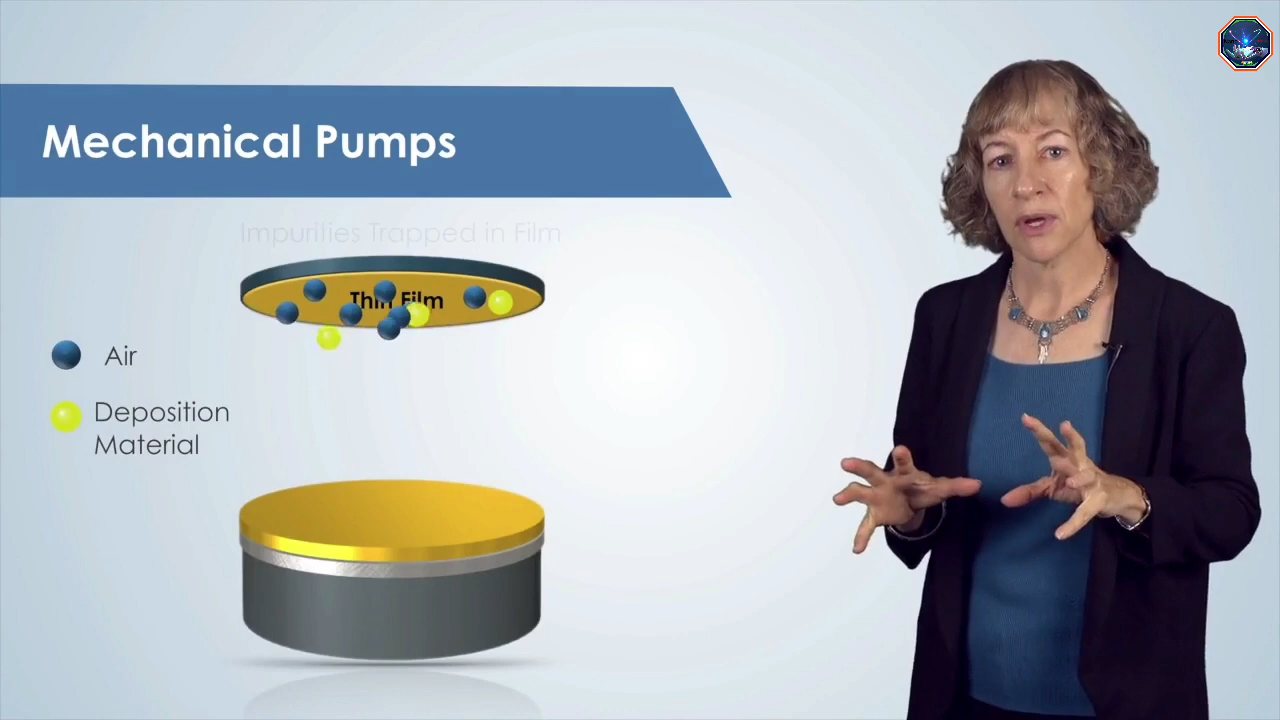 Mechanical Pumps
Impurities Trapped in Film
Thin Film
Air
Deposition
Material